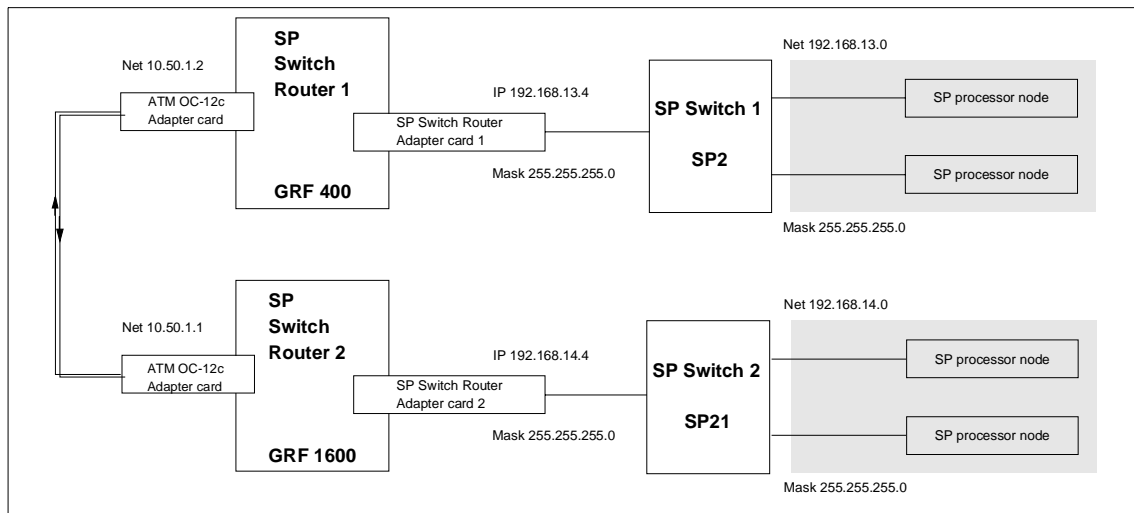 SP
Switch
Router 1
GRF 400
Net 10.50.1.2
ATM OC-12c
Adapter card
IP 192.168.13.4
SP Switch Router
Adapter card 1
Mask 255.255.255.0
SP Switch 1
SP2
Net 192.168.13.0
SP processor node
SP processor node
Mask 255.255.255.0
SP
Switch
Router 2
GRF 1600
Net 10.50.1.1
ATM OC-12c
Adapter card
IP 192.168.14.4
SP Switch Router
Adapter card 2
Mask 255.255.255.0
SP Switch 2
SP21
Net 192.168.14.0
SP processor node
SP processor node
Mask 255.255.255.0